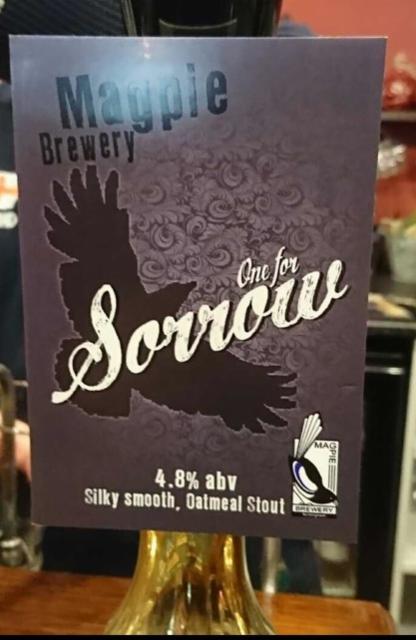 Magpie
Brewery
One for
Sorrow
4.8% abv
Silky smooth, Oatmeal Stout
MAG
PIE
BREWERY